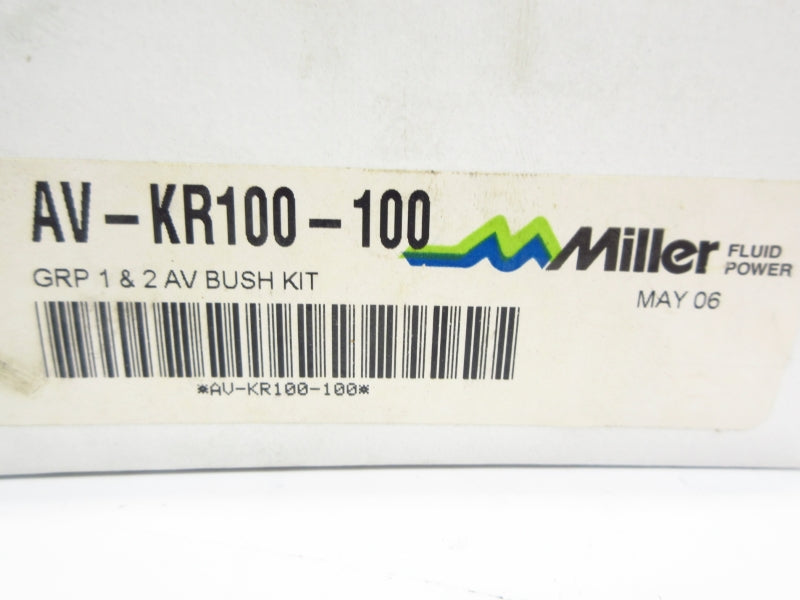 AV-KR100-100
Miller FLUID POWER
GRP 1 & 2 AV BUSH KIT
MAY 06
*AV-KR100-100*